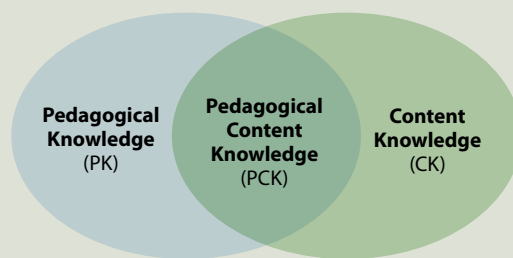 Pedagogical
Knowledge
(PK)
Pedagogical
Content
Knowledge
(PCK)
Content
Knowledge
(CK)